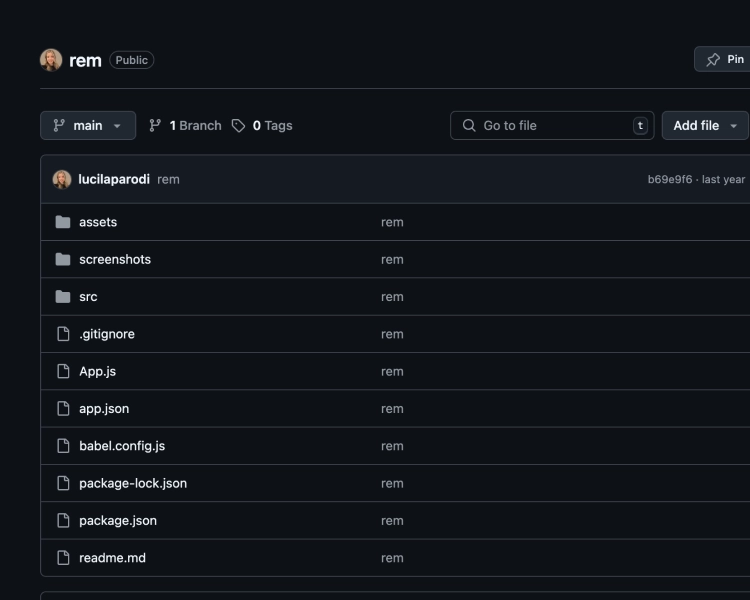 rem Public Pin
main 1 Branch 0 Tags Go to file t Add file
lucilaparodi rem b69e9f6 · last year
assets rem
screenshots rem
src rem
.gitignore rem
App.js rem
app.json rem
babel.config.js rem
package-lock.json rem
package.json rem
readme.md rem